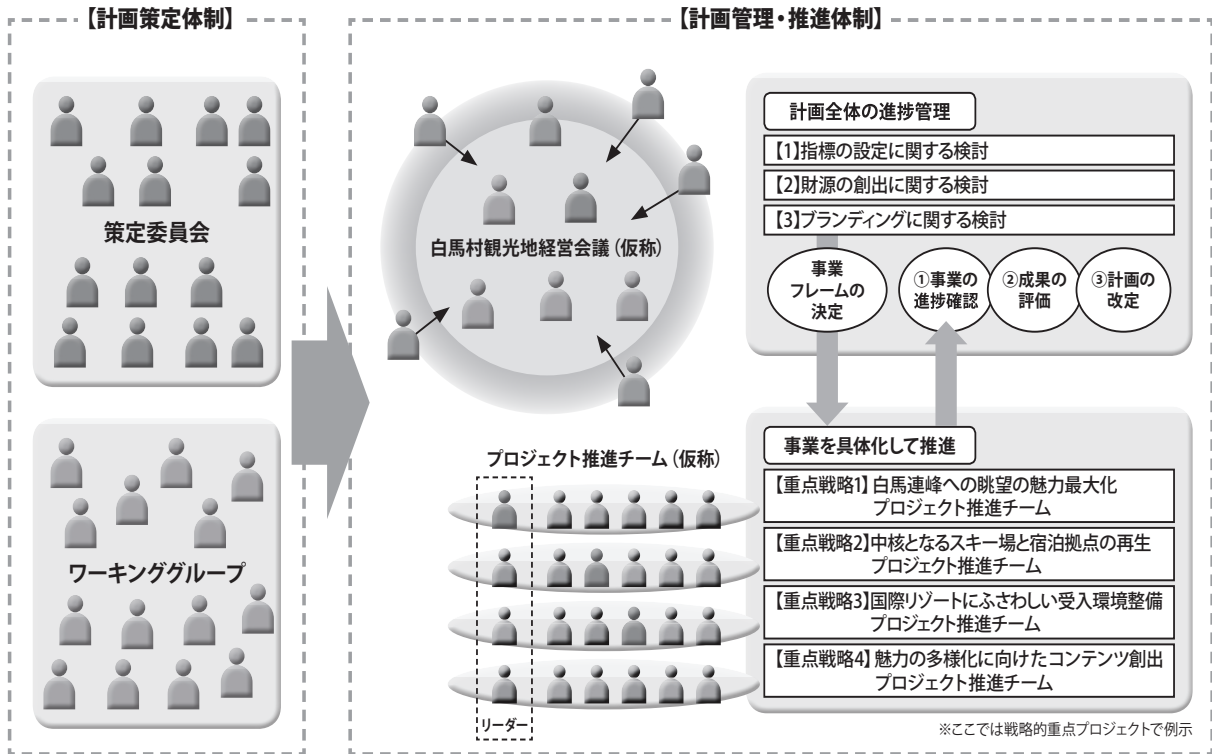 【計画策定体制】
策定委員会
ワーキンググループ
【計画管理・推進体制】
白馬村観光地経営会議（仮称）
計画全体の進捗管理
【1】指標の設定に関する検討
【2】財源の創出に関する検討
【3】ブランディングに関する検討
事業
フレームの
決定
①事業の
進捗確認
②成果の
評価
③計画の
改定
プロジェクト推進チーム（仮称）
リーダー
事業を具体化して推進
【重点戦略1】白馬連峰への眺望の魅力最大化
プロジェクト推進チーム
【重点戦略2】中核となるスキー場と宿泊拠点の再生
プロジェクト推進チーム
【重点戦略3】国際リゾートにふさわしい受入環境整備
プロジェクト推進チーム
【重点戦略4】魅力の多様化に向けたコンテンツ創出
プロジェクト推進チーム
※ここでは戦略的重点プロジェクトで例示